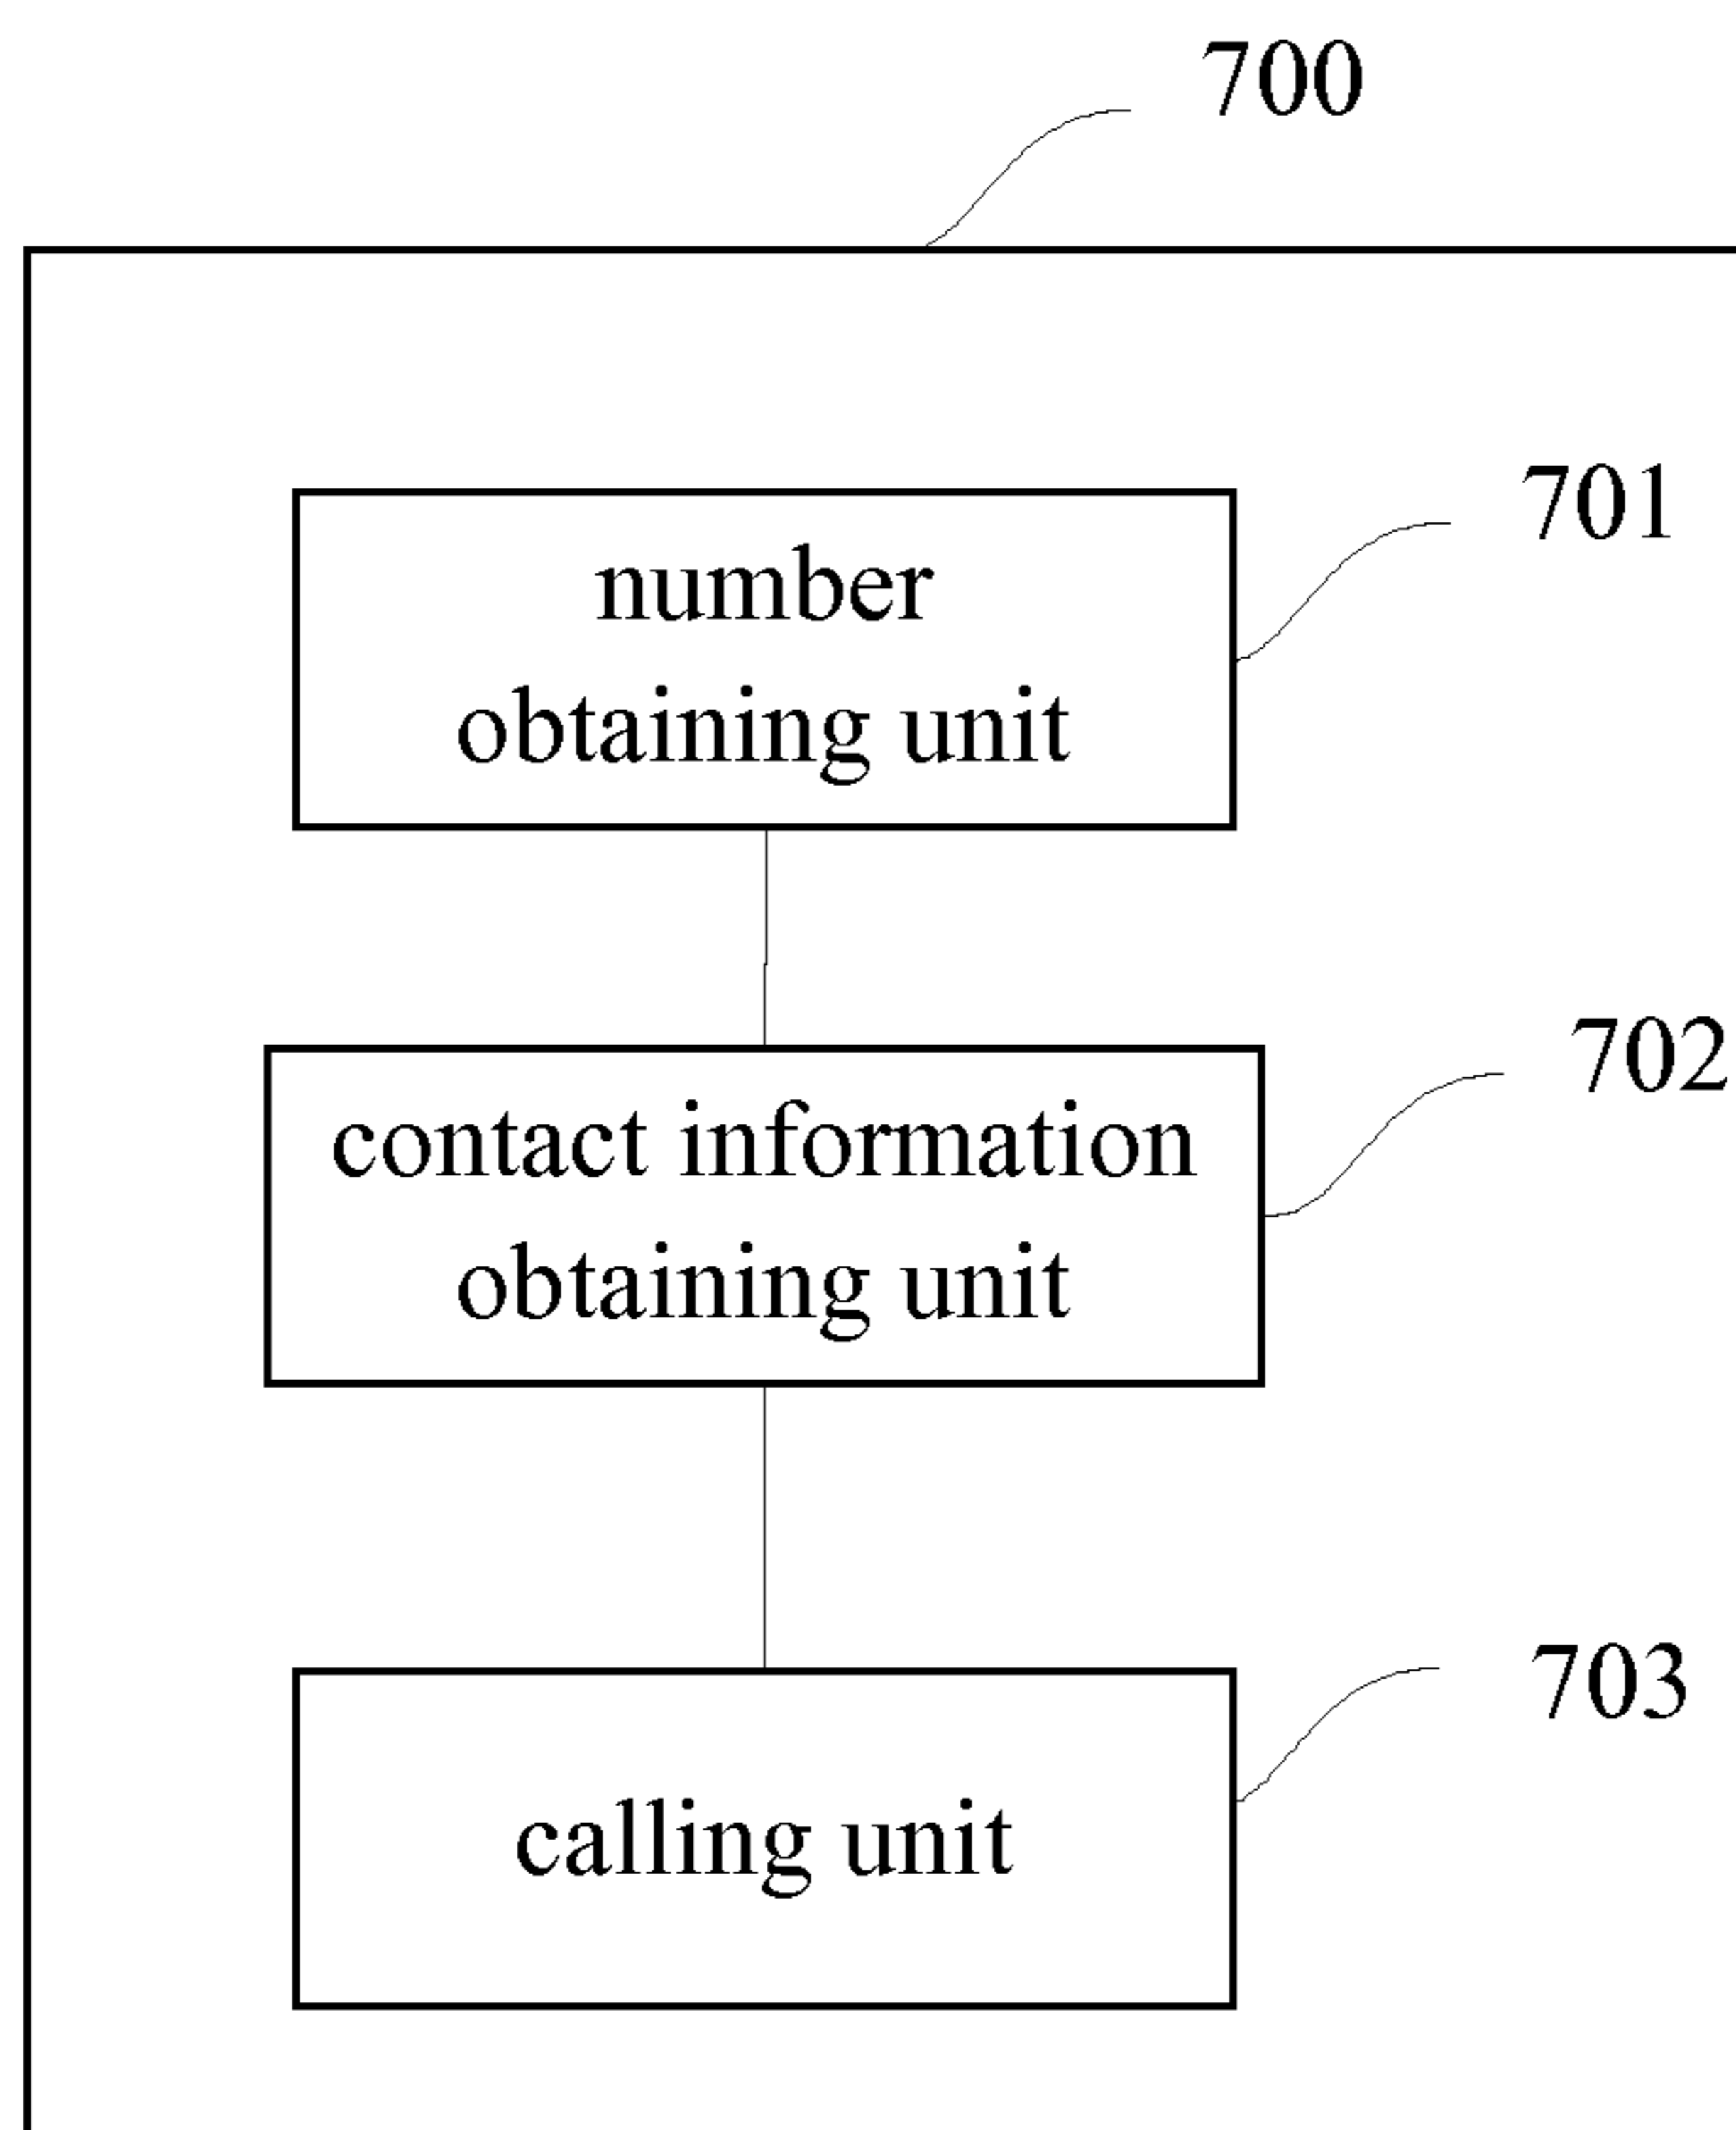 700
701
number
obtaining unit
702
contact information
obtaining unit
703
calling unit